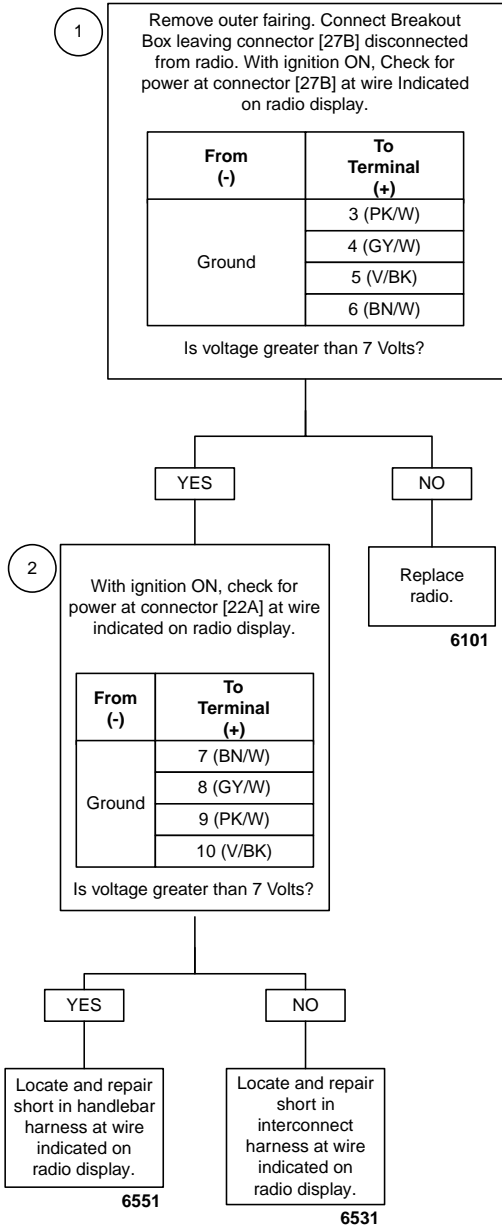 1
Remove outer fairing. Connect Breakout
Box leaving connector [27B] disconnected
from radio. With ignition ON, Check for
power at connector [27B] at wire Indicated
on radio display.
From
(-)
To
Terminal
(+)
Ground
3 (PK/W)
4 (GY/W)
5 (V/BK)
6 (BN/W)
Is voltage greater than 7 Volts?
YES
NO
2
With ignition ON, check for
power at connector [22A] at wire
indicated on radio display.
From
(-)
To
Terminal
(+)
Ground
7 (BN/W)
8 (GY/W)
9 (PK/W)
10 (V/BK)
Is voltage greater than 7 Volts?
Replace
radio.
6101
YES
NO
Locate and repair
short in handlebar
harness at wire
indicated on
radio display.
6551
Locate and repair
short in
interconnect
harness at wire
indicated on
radio display.
6531